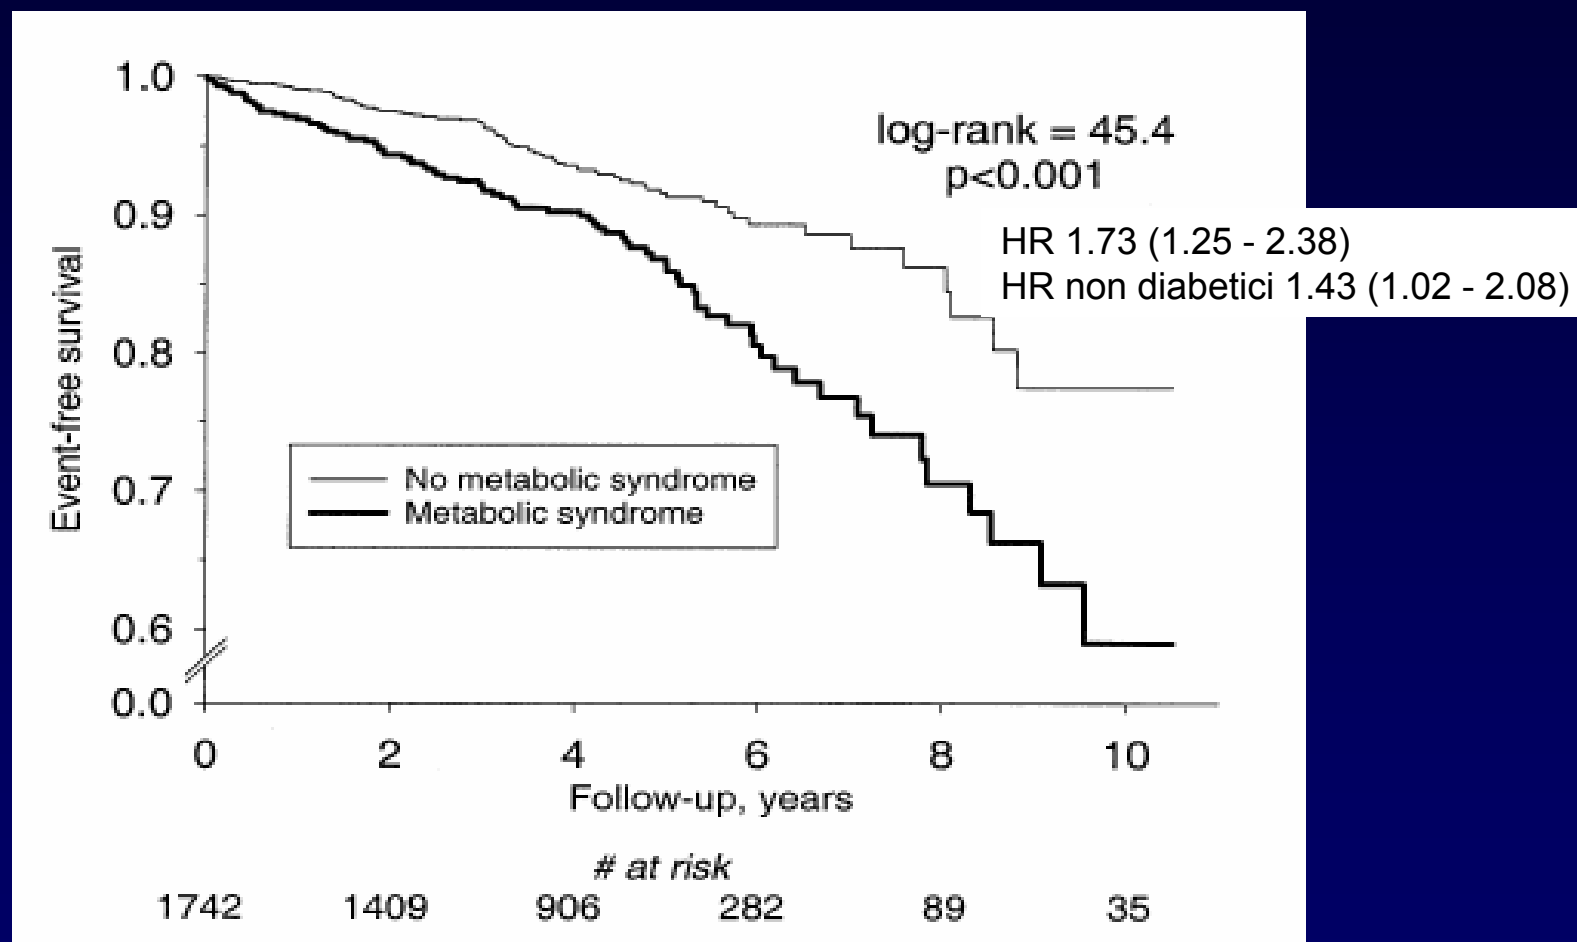 1.0
0.9
0.8
0.7
0.6
0.0
Event-free survival
log-rank = 45.4
p<0.001
HR 1.73 (1.25 - 2.38)
HR non diabetici 1.43 (1.02 - 2.08)
No metabolic syndrome
Metabolic syndrome
0 2 4 6 8 10
Follow-up, years
# at risk
1742 1409 906 282 89 35